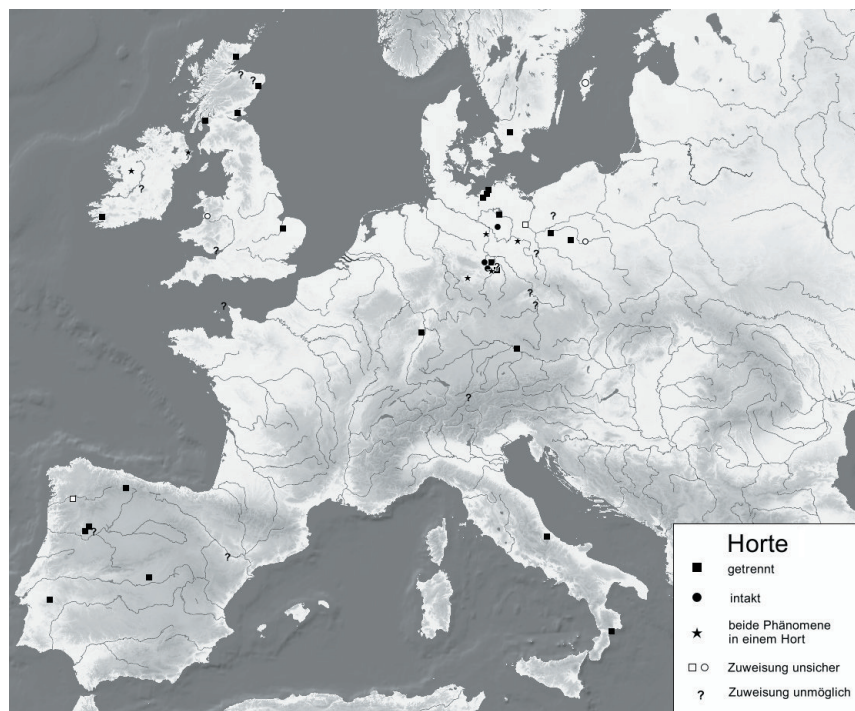 Horte
getrennt
intakt
beide Phänomene
in einem Hort
Zuweisung unsicher
? Zuweisung unmöglich